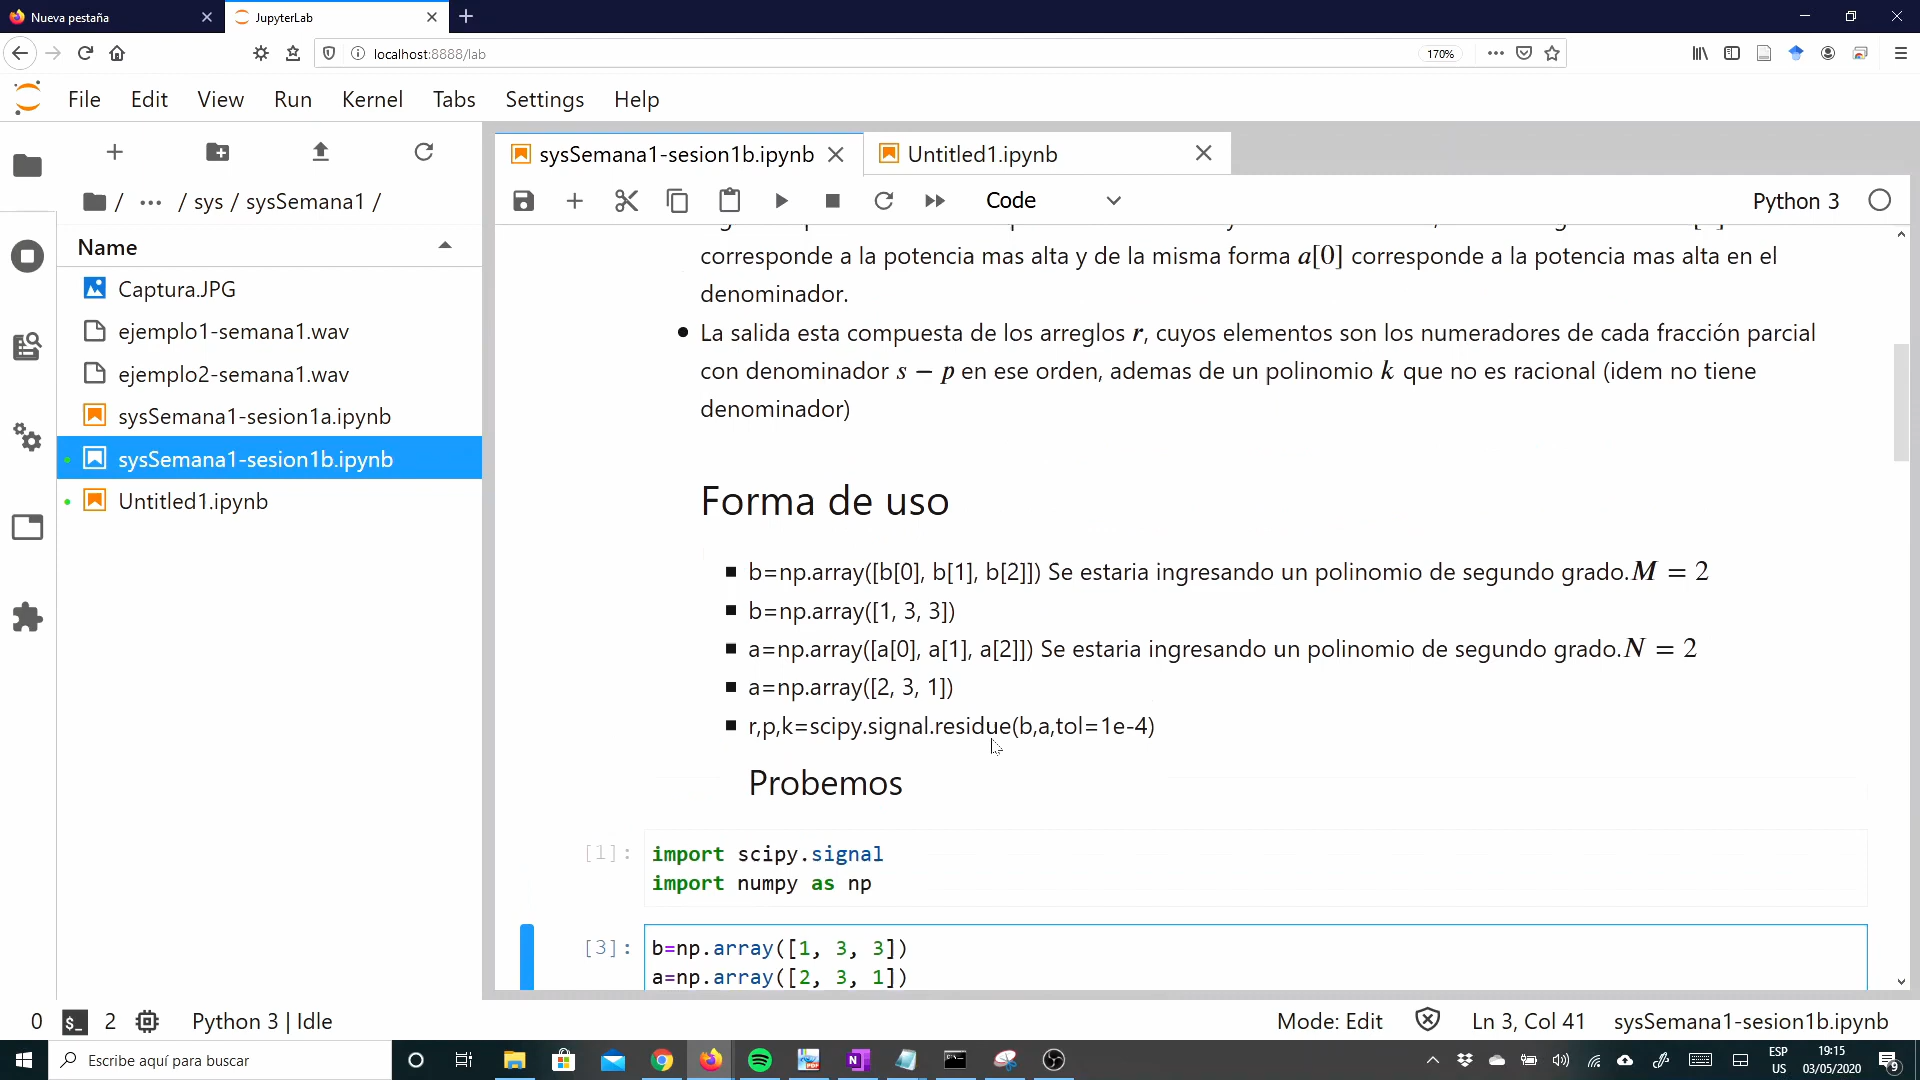 Nueva pestaña
JupyterLab
localhost:8888/lab
170%
File Edit View Run Kernel Tabs Settings Help
sysSemana1-sesion1b.ipynb
Untitled1.ipynb
/ ... / sys / sysSemana1 /
Code
Python 3
Name
Captura.JPG
ejemplo1-semana1.wav
ejemplo2-semana1.wav
sysSemana1-sesion1a.ipynb
sysSemana1-sesion1b.ipynb
Untitled1.ipynb
corresponde a la potencia mas alta y de la misma forma a[0] corresponde a la potencia mas alta en el
denominador.
• La salida esta compuesta de los arreglos r, cuyos elementos son los numeradores de cada fracción parcial
con denominador s − p en ese orden, ademas de un polinomio k que no es racional (idem no tiene
denominador)
Forma de uso
▪ b=np.array([b[0], b[1], b[2]]) Se estaria ingresando un polinomio de segundo grado.M = 2
▪ b=np.array([1, 3, 3])
▪ a=np.array([a[0], a[1], a[2]]) Se estaria ingresando un polinomio de segundo grado.N = 2
▪ a=np.array([2, 3, 1])
▪ r,p,k=scipy.signal.residue(b,a,tol=1e-4)
Probemos
[1]: import scipy.signal
import numpy as np
[3]: b=np.array([1, 3, 3])
a=np.array([2, 3, 1])
0 $_ 2 Python 3 | Idle
Mode: Edit Ln 3, Col 41 sysSemana1-sesion1b.ipynb
Escribe aquí para buscar
ESP
US
19:15
03/05/2020
9